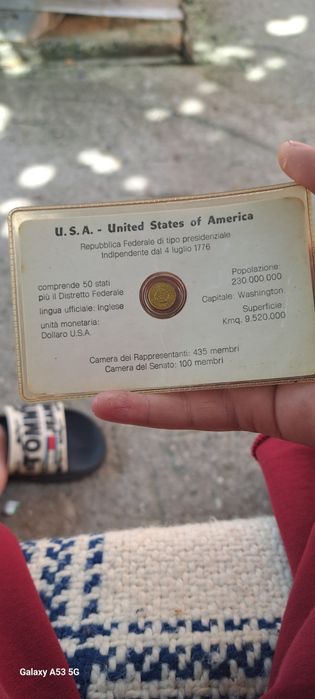 U.S.A. - United States of America
Repubblica Federale di tipo presidenziale
Indipendente dal 4 luglio 1776
comprende 50 stati
più il Distretto Federale
lingua ufficiale: Inglese
unità monetaria:
Dollaro U.S.A.
Popolazione:
230.000.000
Capitale: Washington
Superficie:
Kmq. 9.520.000
Camera dei Rappresentanti: 435 membri
Camera del Senato: 100 membri
TOMM
Galaxy A53 5G